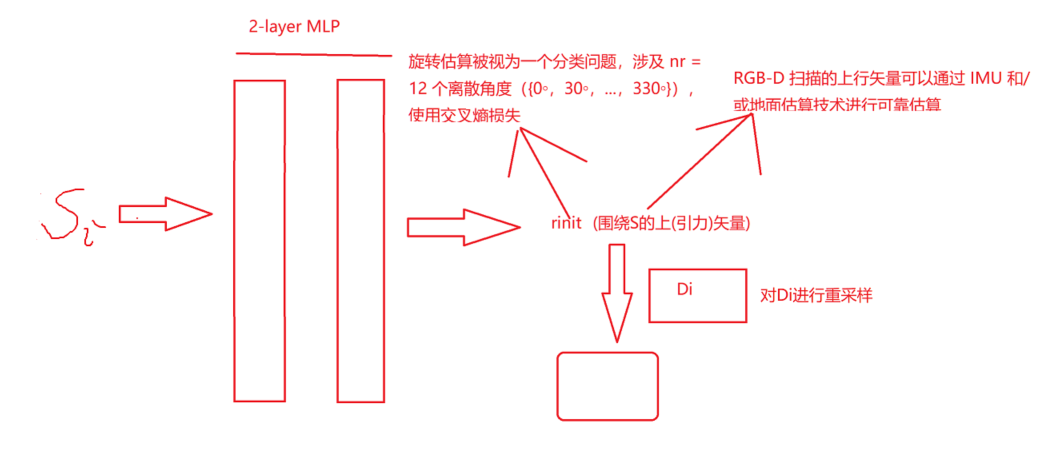 2-layer MLP
旋转估算被视为一个分类问题，涉及 nr =
12 个离散角度（{0◦，30◦，...，330◦}），
使用交叉熵损失
RGB-D 扫描的上行矢量可以通过 IMU 和/
或地面估算技术进行可靠估算
Si
rinit（围绕S的上(引力)矢量)
Di
对Di进行重采样